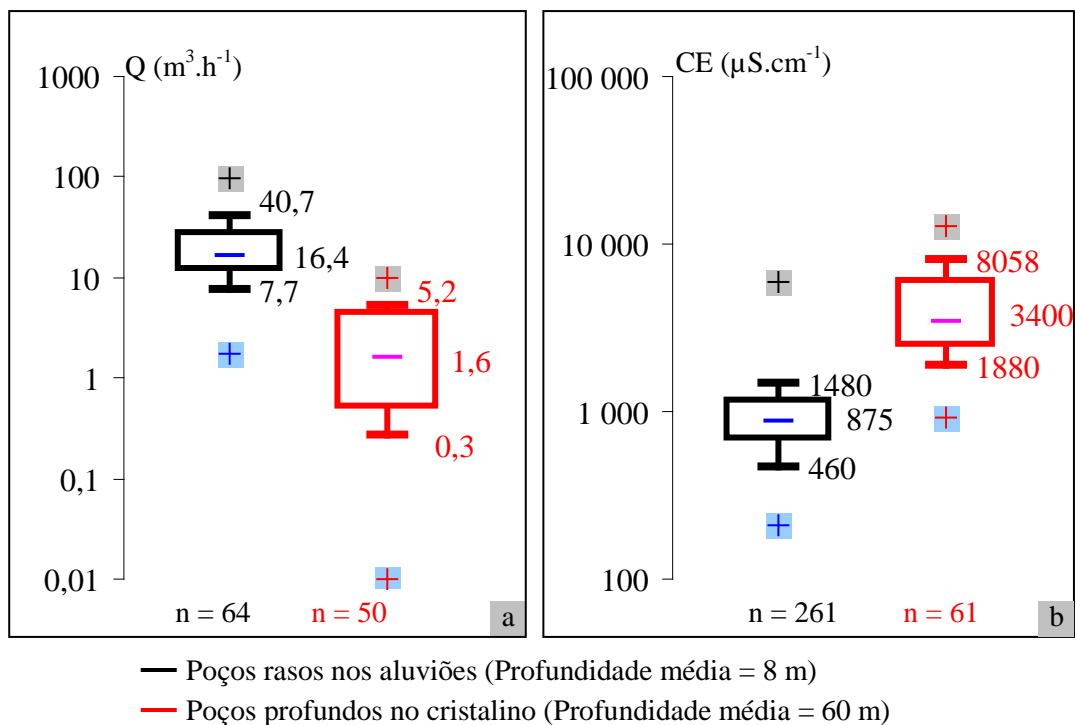 Q (m³.h⁻¹)
1000
100
10
1
0,1
0,01
40,7
16,4
7,7
5,2
1,6
0,3
n = 64
n = 50
a
CE (µS.cm⁻¹)
100 000
10 000
1 000
100
1480
875
460
8058
3400
1880
n = 261
n = 61
b
Poços rasos nos aluviões (Profundidade média = 8 m)
Poços profundos no cristalino (Profundidade média = 60 m)